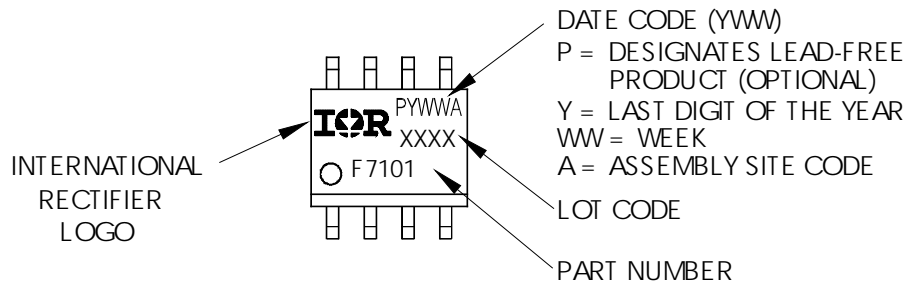 DATE CODE (YWW)
P = DESIGNATES LEAD-FREE
PRODUCT (OPTIONAL)
Y = LAST DIGIT OF THE YEAR
WW = WEEK
A = ASSEMBLY SITE CODE
LOT CODE
PART NUMBER
INTERNATIONAL
RECTIFIER
LOGO
IOR
PYWWA
XXXX
F7101